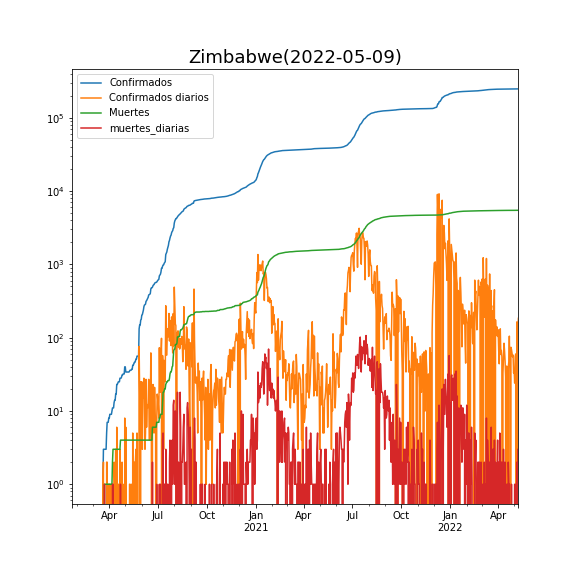 Zimbabwe(2022-05-09)
Confirmados
Confirmados diarios
Muertes
muertes_diarias
10⁵
10⁴
10³
10²
10¹
10⁰
Apr Jul Oct Jan Apr Jul Oct Jan Apr
2021 2022